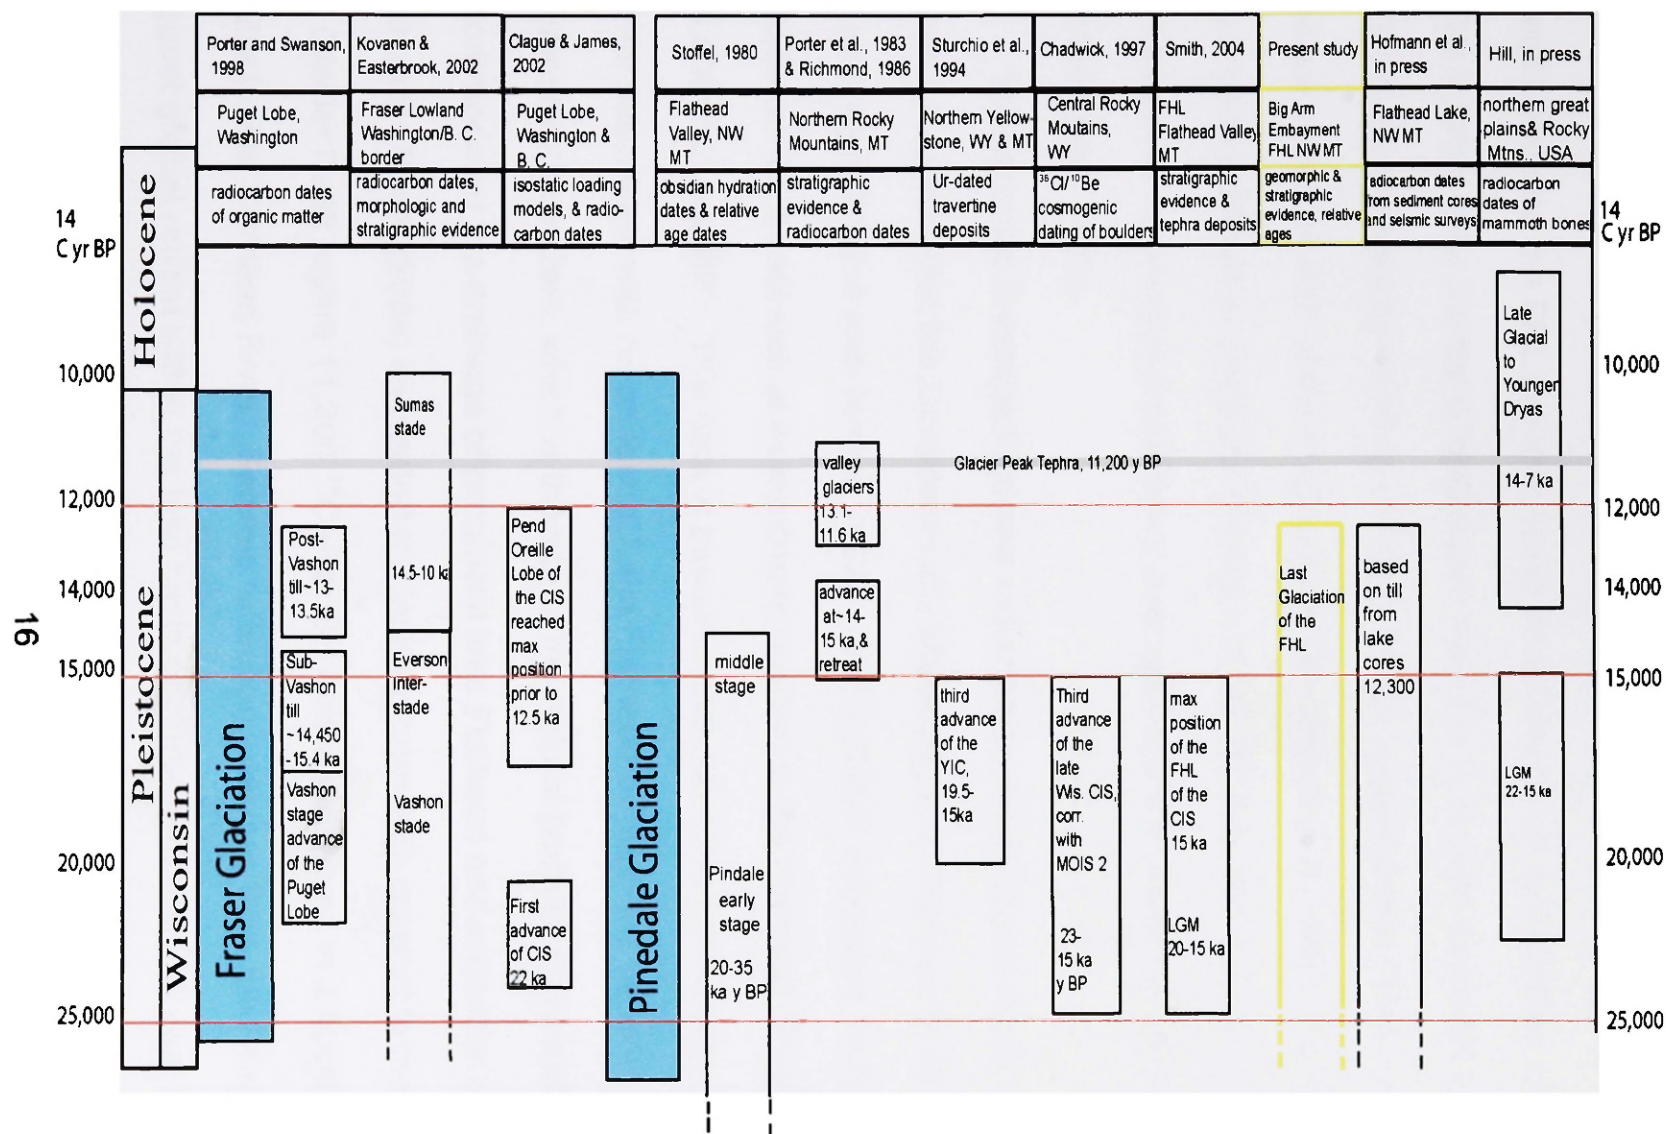 Porter and Swanson,
1998
Kovanen &
Easterbrook, 2002
Clague & James,
2002
Stoffel, 1980
Porter et al., 1983
& Richmond, 1986
Sturchio et al.,
1994
Chadwick, 1997
Smith, 2004
Present study
Hofmann et al.,
in press
Hill, in press
Puget Lobe,
Washington
Fraser Lowland
Washington/B. C.
border
Puget Lobe,
Washington &
B. C.
Flathead
Valley, NW
MT
Northern Rocky
Mountains, MT
Northern Yellow-
stone, WY & MT
Central Rocky
Moutains,
WY
FHL
Flathead Valley
MT
Big Arm
Embayment
FHL NW MT
Flathead Lake,
NW MT
northern great
plains& Rocky
Mtns., USA
radiocarbon dates
of organic matter
radiocarbon dates,
morphologic and
stratigraphic evidence
isostatic loading
models, & radio-
carbon dates
obsidian hydration
dates & relative
age dates
stratigraphic
evidence &
radiocarbon dates
Ur-dated
travertine
deposits
36Cl/10Be
cosmogenic
dating of boulders
stratigraphic
evidence &
tephra deposits
geomorphic &
stratigraphic
evidence, relative
ages
adiocarbon dates
from sediment cores
and seismic surveys
radiocarbon
dates of
mammoth bones
14
C yr BP
14
C yr BP
Holocene
Pleistocene
Wisconsin
10,000
12,000
14,000
15,000
20,000
25,000
Fraser Glaciation
Post-
Vashon
till~13-
13.5ka
Sub-
Vashon
till
~14,450
-15.4 ka
Vashon
stage
advance
of the
Puget
Lobe
Sumas
stade
14.5-10 ka
Everson
Inter-
stade
Vashon
stade
Pend
Oreille
Lobe of
the CIS
reached
max
position
prior to
12.5 ka
First
advance
of CIS
22 ka
Pinedale Glaciation
middle
stage
Pindale
early
stage
20-35
ka y BP
valley
glaciers
13.1-
11.6 ka
advance
at~14-
15 ka,&
retreat
Glacier Peak Tephra, 11,200 y BP
third
advance
of the
YIC,
19.5-
15ka
Third
advance
of the
late
Wis. CIS,
corr.
with
MOIS 2
23-
15 ka
y BP
max
position
of the
FHL
of the
CIS
15 ka
LGM
20-15 ka
Last
Glaciation
of the
FHL
based
on till
from
lake
cores
12,300
Late
Glacial
to
Younger
Dryas
14-7 ka
LGM
22-15 ka
10,000
12,000
14,000
15,000
20,000
25,000
16